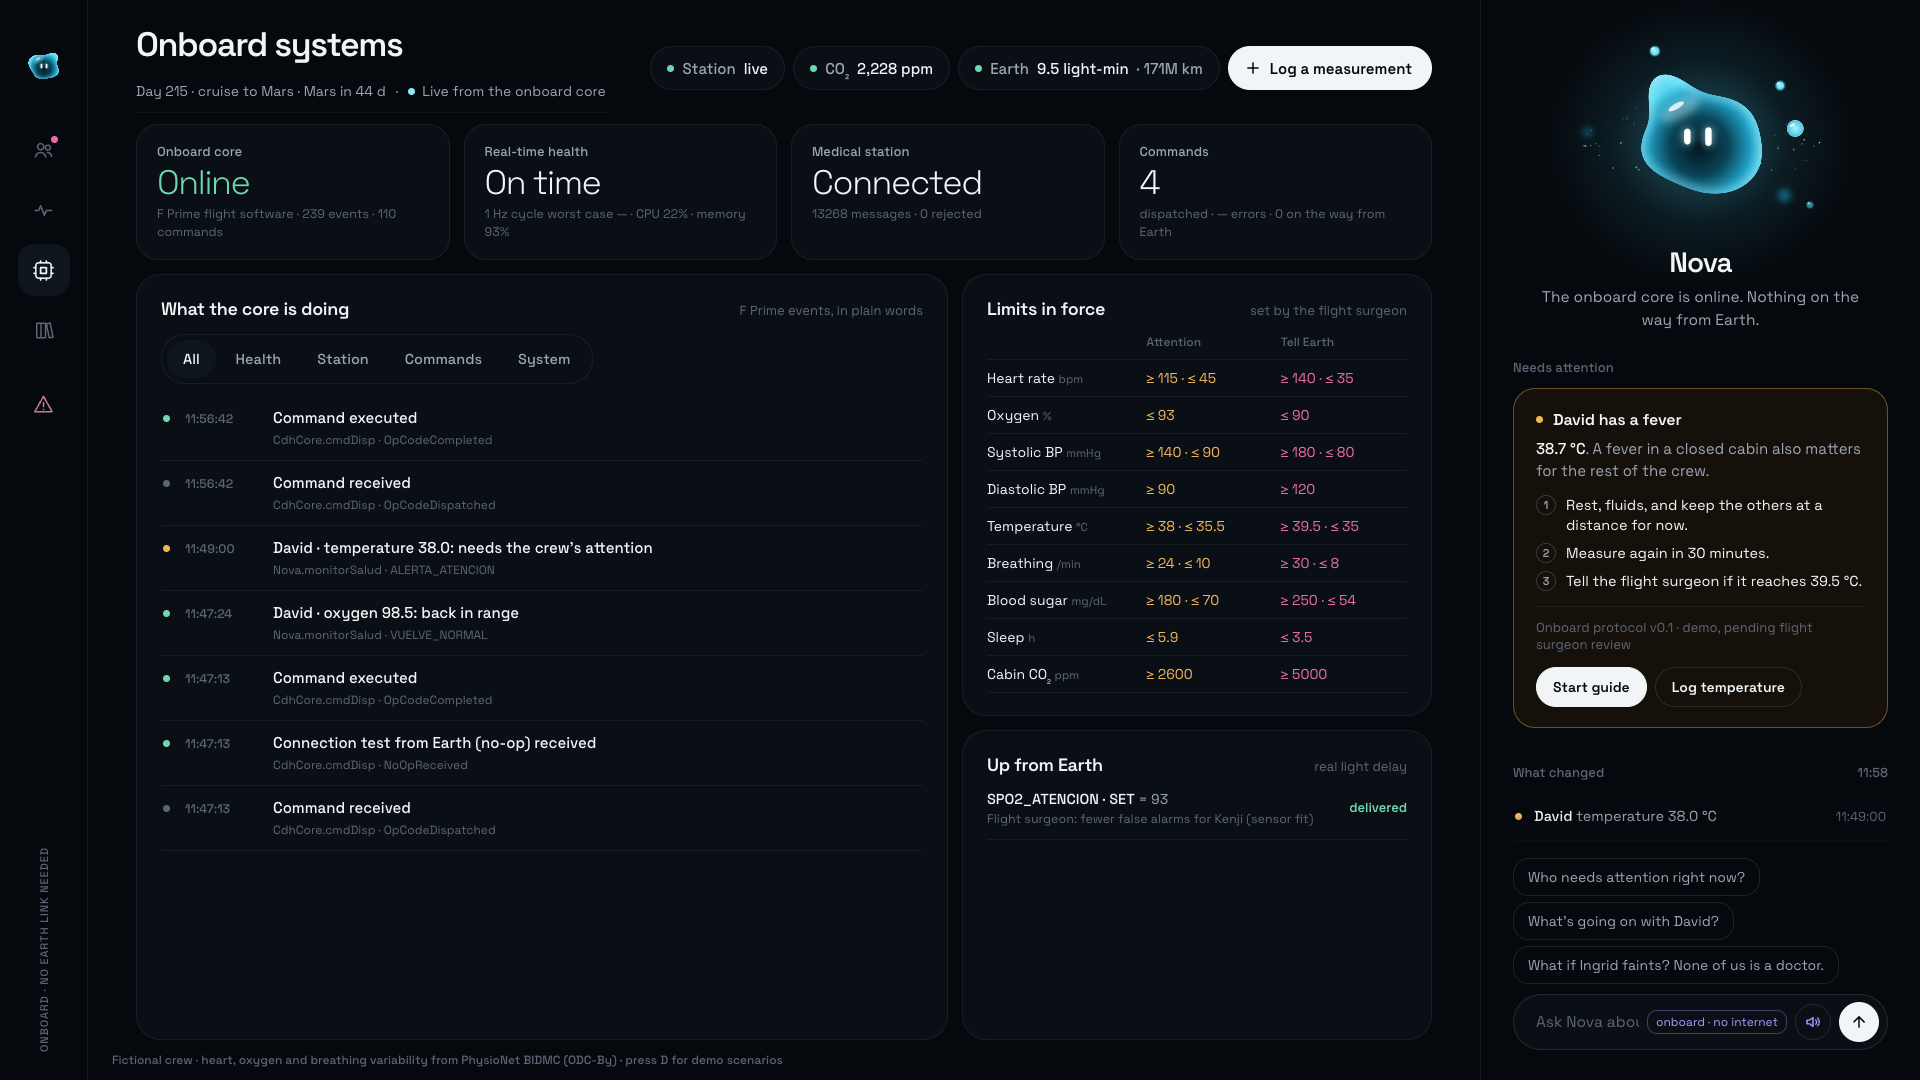 Onboard systems
Day 215 · cruise to Mars · Mars in 44 d · Live from the onboard core
Station live
CO₂ 2,228 ppm
Earth 9.5 light-min · 171M km
+ Log a measurement
Onboard core
Online
F Prime flight software · 239 events · 110
commands
Real-time health
On time
1 Hz cycle worst case — · CPU 22% · memory
93%
Medical station
Connected
13268 messages · 0 rejected
Commands
4
dispatched · — errors · 0 on the way from
Earth
What the core is doing
F Prime events, in plain words
All Health Station Commands System
11:56:42 Command executed
CdhCore.cmdDisp · OpCodeCompleted
11:56:42 Command received
CdhCore.cmdDisp · OpCodeDispatched
11:49:00 David · temperature 38.0: needs the crew's attention
Nova.monitorSalud · ALERTA_ATENCION
11:47:24 David · oxygen 98.5: back in range
Nova.monitorSalud · VUELVE_NORMAL
11:47:13 Command executed
CdhCore.cmdDisp · OpCodeCompleted
11:47:13 Connection test from Earth (no-op) received
CdhCore.cmdDisp · NoOpReceived
11:47:13 Command received
CdhCore.cmdDisp · OpCodeDispatched
Limits in force
set by the flight surgeon
Attention Tell Earth
Heart rate bpm ≥ 115 · ≤ 45 ≥ 140 · ≤ 35
Oxygen % ≤ 93 ≤ 90
Systolic BP mmHg ≥ 140 · ≤ 90 ≥ 180 · ≤ 80
Diastolic BP mmHg ≥ 90 ≥ 120
Temperature °C ≥ 38 · ≤ 35.5 ≥ 39.5 · ≤ 35
Breathing /min ≥ 24 · ≤ 10 ≥ 30 · ≤ 8
Blood sugar mg/dL ≥ 180 · ≤ 70 ≥ 250 · ≤ 54
Sleep h ≤ 5.9 ≤ 3.5
Cabin CO₂ ppm ≥ 2600 ≥ 5000
Up from Earth
real light delay
SPO2_ATENCION · SET = 93
Flight surgeon: fewer false alarms for Kenji (sensor fit)
delivered
Nova
The onboard core is online. Nothing on the
way from Earth.
Needs attention
David has a fever
38.7 °C. A fever in a closed cabin also matters
for the rest of the crew.
1 Rest, fluids, and keep the others at a
distance for now.
2 Measure again in 30 minutes.
3 Tell the flight surgeon if it reaches 39.5 °C.
Onboard protocol v0.1 · demo, pending flight
surgeon review
Start guide Log temperature
What changed 11:58
David temperature 38.0 °C 11:49:00
Who needs attention right now?
What's going on with David?
What if Ingrid faints? None of us is a doctor.
Ask Nova abou onboard · no internet
ONBOARD · NO EARTH LINK NEEDED
Fictional crew · heart, oxygen and breathing variability from PhysioNet BIDMC (ODC-By) · press D for demo scenarios